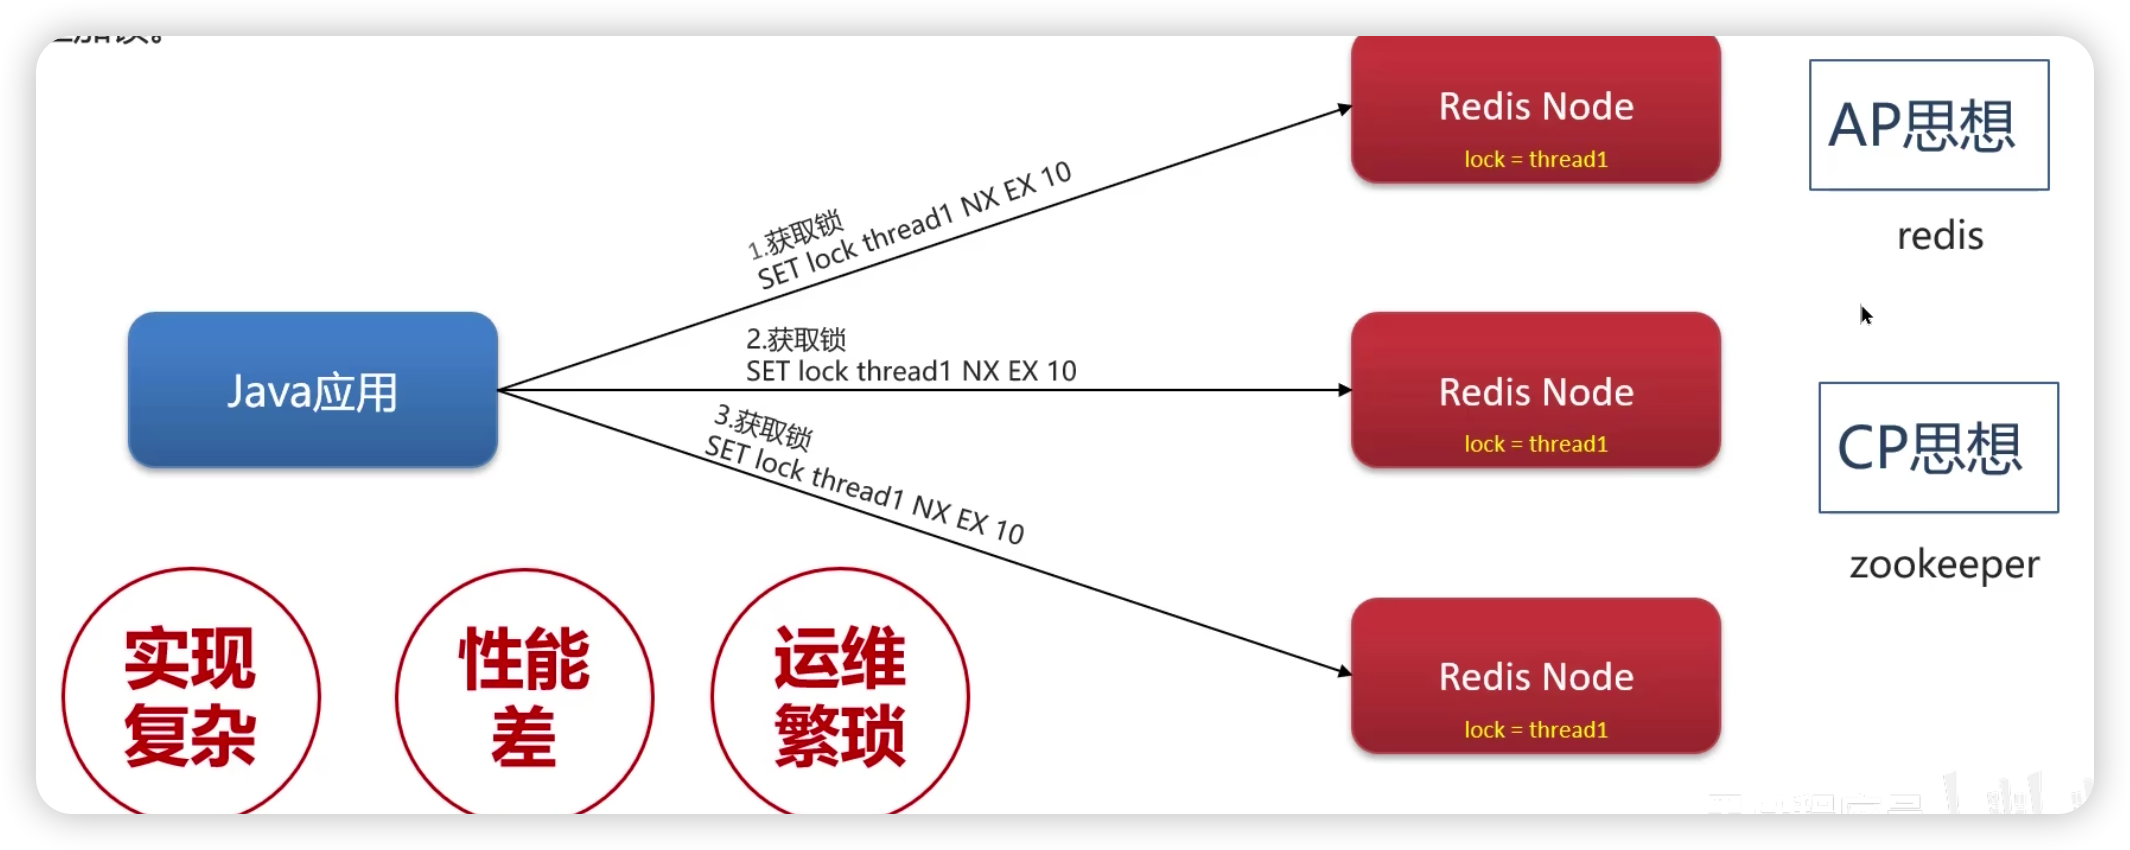 Redis Node
lock = thread1
AP思想
redis
1.获取锁
SET lock thread1 NX EX 10
Java应用
2.获取锁
SET lock thread1 NX EX 10
Redis Node
lock = thread1
CP思想
zookeeper
3.获取锁
SET lock thread1 NX EX 10
Redis Node
lock = thread1
实现
复杂
性能
差
运维
繁琐